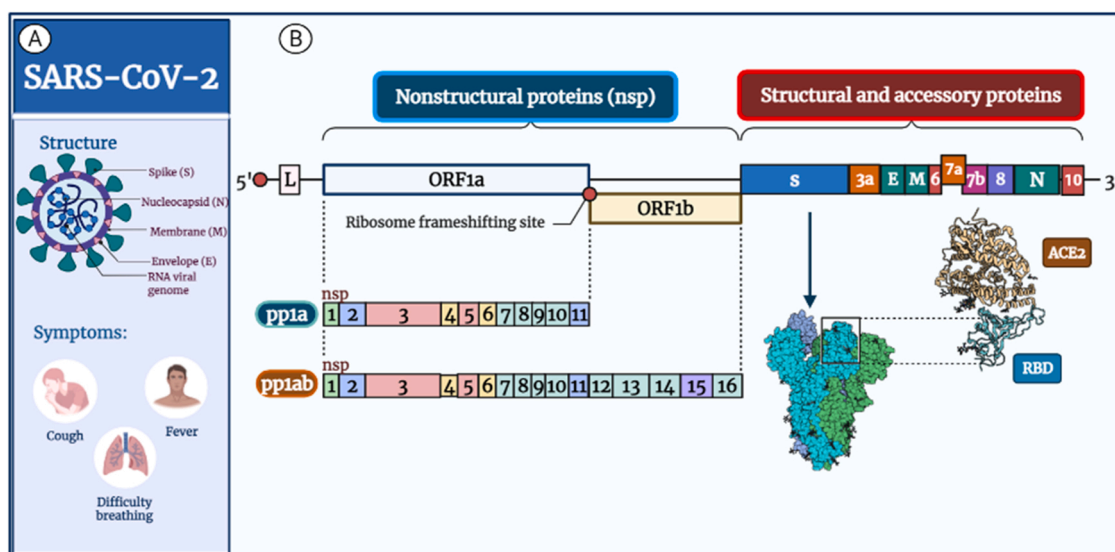 A
SARS-CoV-2
Structure
Spike (S)
Nucleocapsid (N)
Membrane (M)
Envelope (E)
RNA viral
genome
Symptoms:
Cough
Fever
Difficulty
breathing
B
Nonstructural proteins (nsp)
Structural and accessory proteins
5' L ORF1a S 3a E M 6 7a 7b 8 N 10 3
ORF1b
Ribosome frameshifting site
ACE2
RBD
nsp
pp1a 1 2 3 4 5 6 7 8 9 10 11
nsp
pp1ab 1 2 3 4 5 6 7 8 9 10 11 12 13 14 15 16